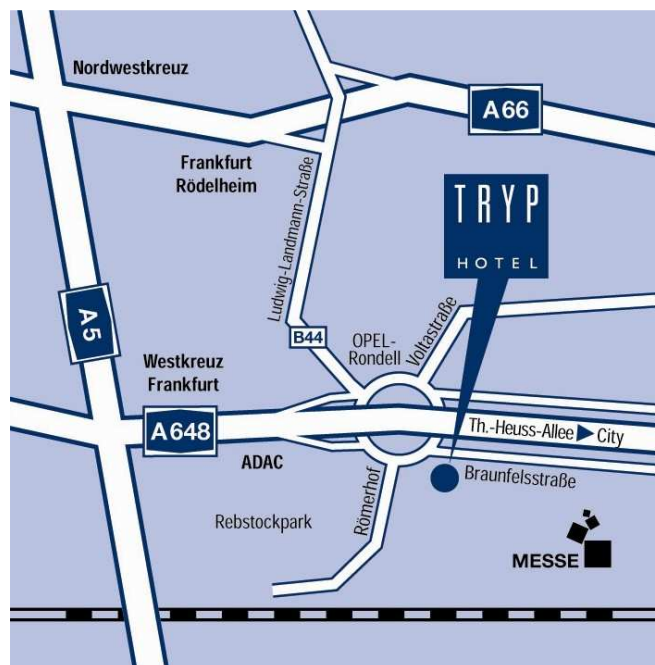 Nordwestkreuz
A66
Frankfurt
Rödelheim
TRYP
HOTEL
Ludwig-Landmann-Straße
A5
B44
OPEL-
Rondell
Voltastraße
Westkreuz
Frankfurt
A648
Th.-Heuss-Allee
City
ADAC
Braunfelsstraße
Römerhof
Rebstockpark
MESSE